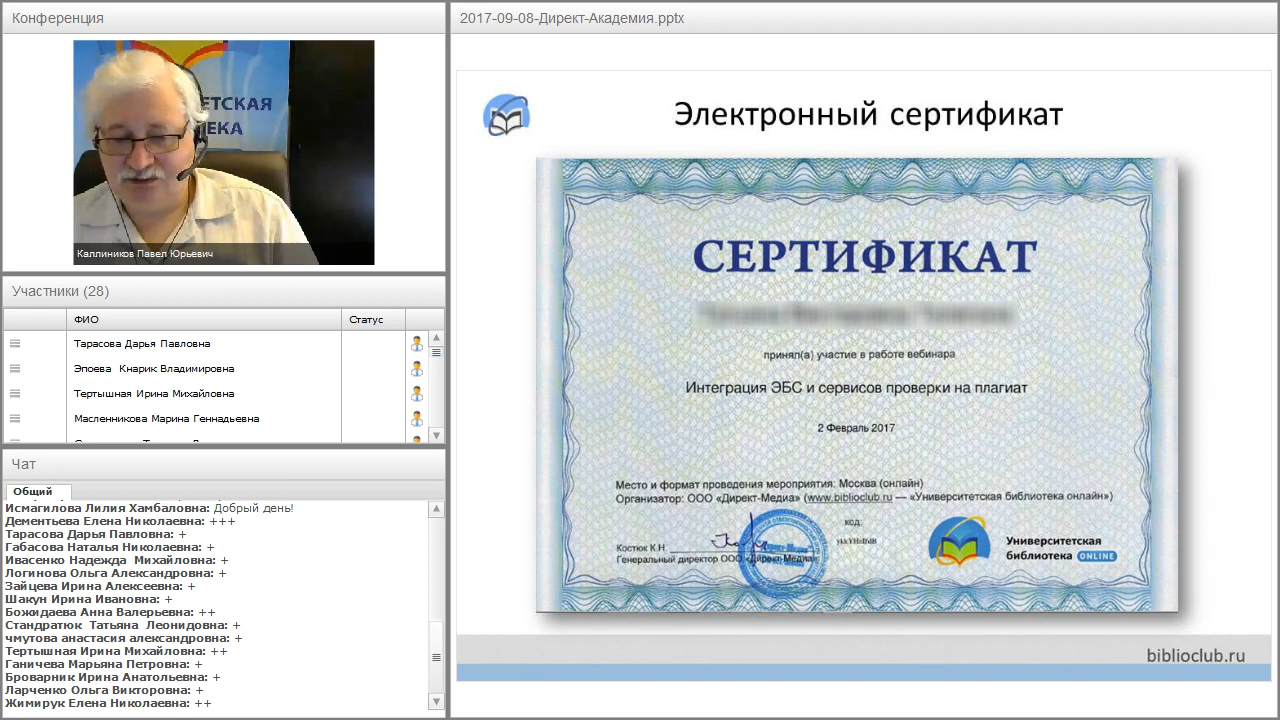 Конференция
ЕТСКАЯ
ЕКА
Каллиников Павел Юрьевич
Участники (28)
ФИО
Статус
Тарасова Дарья Павловна
Эпоева Кнарик Владимировна
Тертышная Ирина Михайловна
Масленникова Марина Геннадьевна
Чат
Общий
Исмагилова Лилия Хамбаловна: Добрый день!
Дементьева Елена Николаевна: +++
Тарасова Дарья Павловна: +
Габасова Наталья Николаевна: +
Ивасенко Надежда Михайловна: +
Логинова Ольга Александровна: +
Зайцева Ирина Алексеевна: +
Шакун Ирина Ивановна: +
Божидаева Анна Валерьевна: ++
Стандратюк Татьяна Леонидовна: +
чмутова анастасия александровна: +
Тертышная Ирина Михайловна: ++
Ганичева Марьяна Петровна: +
Броварник Ирина Анатольевна: +
Ларченко Ольга Викторовна: +
Жимирук Елена Николаевна: ++
2017-09-08-Директ-Академия.pptx
Электронный сертификат
СЕРТИФИКАТ
принял(а) участие в работе вебинара
Интеграция ЭБС и сервисов проверки на плагиат
2 Февраль 2017
Место и формат проведения мероприятия: Москва (онлайн)
Организатор: ООО «Директ-Медиа» (www.biblioclub.ru — «Университетская библиотека онлайн»)
код:
Костюк К.Н.
Генеральный директор ООО «Директ-Медиа»
Университетская
библиотека ONLINE
biblioclub.ru